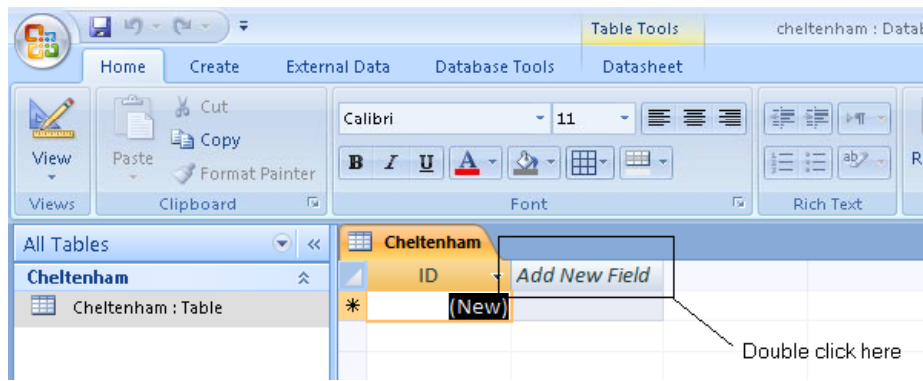 Table Tools cheltenham : Datab
Home Create External Data Database Tools Datasheet
View
Paste
Cut
Copy
Format Painter
Calibri 11
B I U A
ab
R
Views Clipboard Font Rich Text
All Tables
Cheltenham
Cheltenham : Table
Cheltenham
ID Add New Field
(New)
Double click here